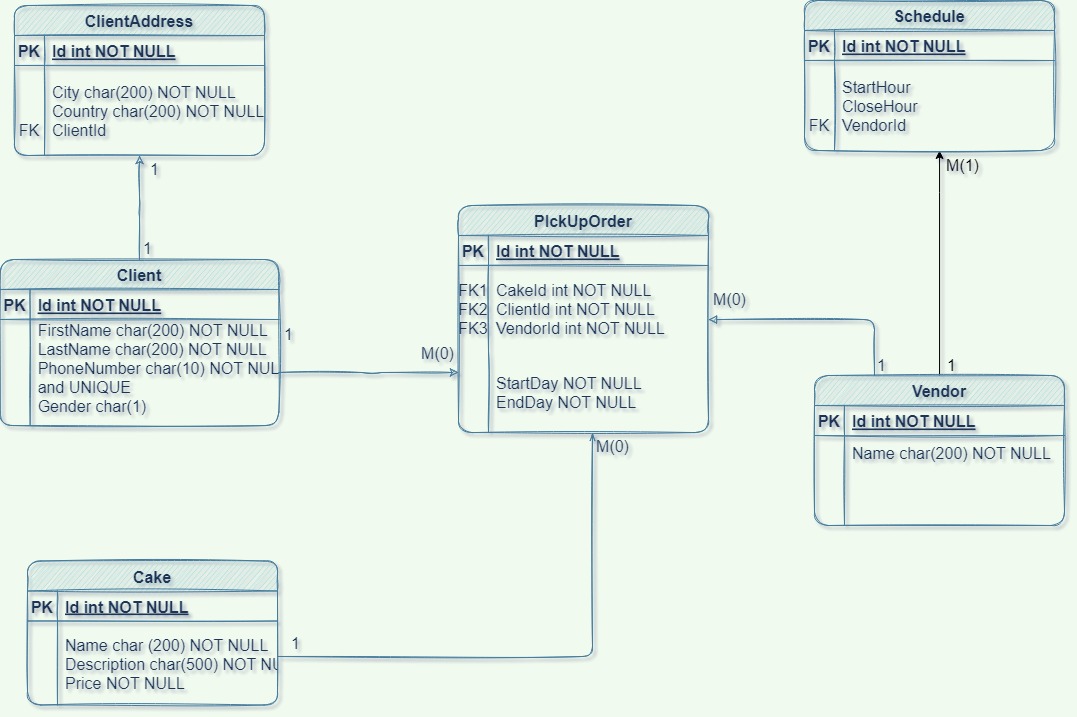 ClientAddress
PK Id int NOT NULL
City char(200) NOT NULL
Country char(200) NOT NULL
FK ClientId
Schedule
PK Id int NOT NULL
StartHour
CloseHour
FK VendorId
1
M(1)
1
Client
PK Id int NOT NULL
FirstName char(200) NOT NULL
LastName char(200) NOT NULL
PhoneNumber char(10) NOT NUL
and UNIQUE
Gender char(1)
1
M(0)
PIckUpOrder
PK Id int NOT NULL
FK1 CakeId int NOT NULL
FK2 ClientId int NOT NULL
FK3 VendorId int NOT NULL
StartDay NOT NULL
EndDay NOT NULL
M(0)
1
1
Vendor
PK Id int NOT NULL
Name char(200) NOT NULL
M(0)
Cake
PK Id int NOT NULL
Name char (200) NOT NULL
Description char(500) NOT NU
Price NOT NULL
1